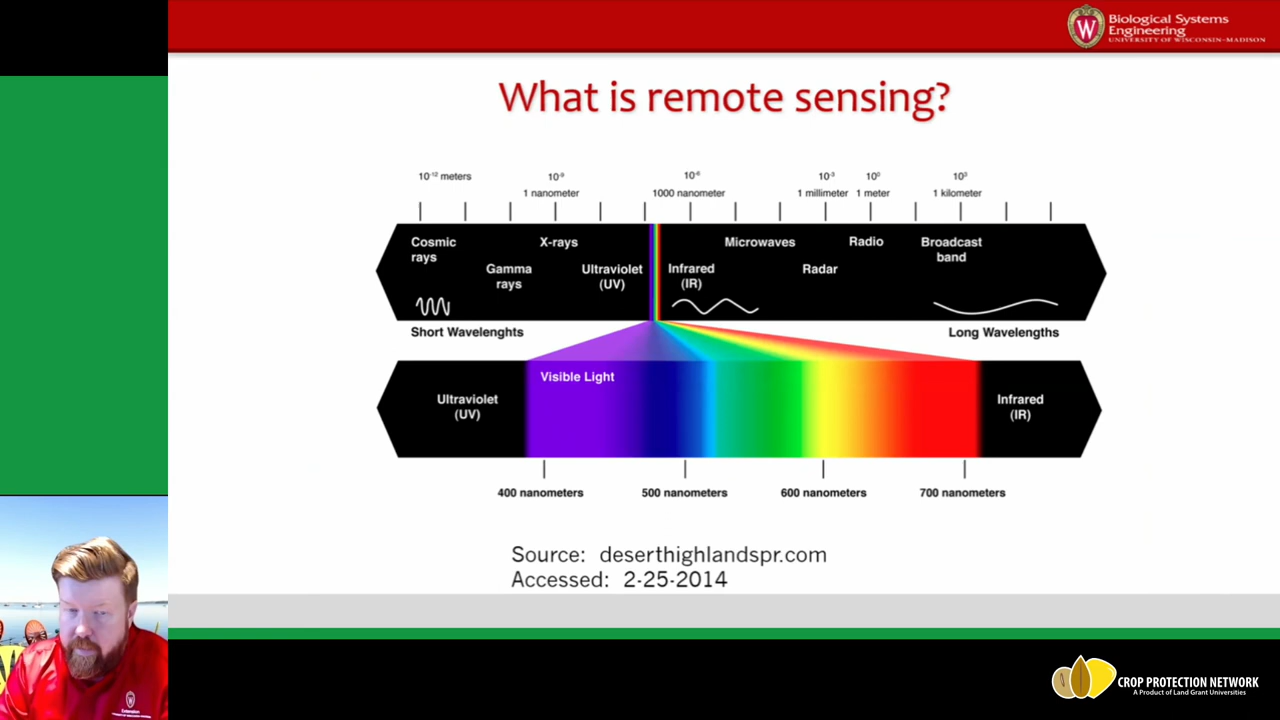 Biological Systems
Engineering
UNIVERSITY OF WISCONSIN-MADISON
What is remote sensing?
10⁻¹² meters
10⁻⁹
10⁻⁶
10⁻³
10⁰
10³
1 nanometer
1000 nanometer
1 millimeter
1 meter
1 kilometer
Cosmic
rays
X-rays
Microwaves
Radio
Broadcast
band
Gamma
rays
Ultraviolet
(UV)
Infrared
(IR)
Radar
Short Wavelenghts
Long Wavelengths
Visible Light
Ultraviolet
(UV)
Infrared
(IR)
400 nanometers
500 nanometers
600 nanometers
700 nanometers
Source: deserthighlandspr.com
Accessed: 2-25-2014
W
Extension
CROP PROTECTION NETWORK
A Product of Land Grant Universities